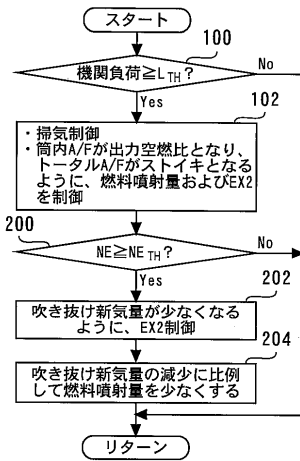 スタート
100
機関負荷≧LTH?
No
Yes
102
・掃気制御
・筒内A/Fが出力空燃比となり、
トータルA/Fがストイキとなる
ように、燃料噴射量およびEX2
を制御
200
NE≧NETH?
No
Yes
202
吹き抜け新気量が少なくなる
ように、EX2制御
204
吹き抜け新気量の減少に比例
して燃料噴射量を少なくする
リターン